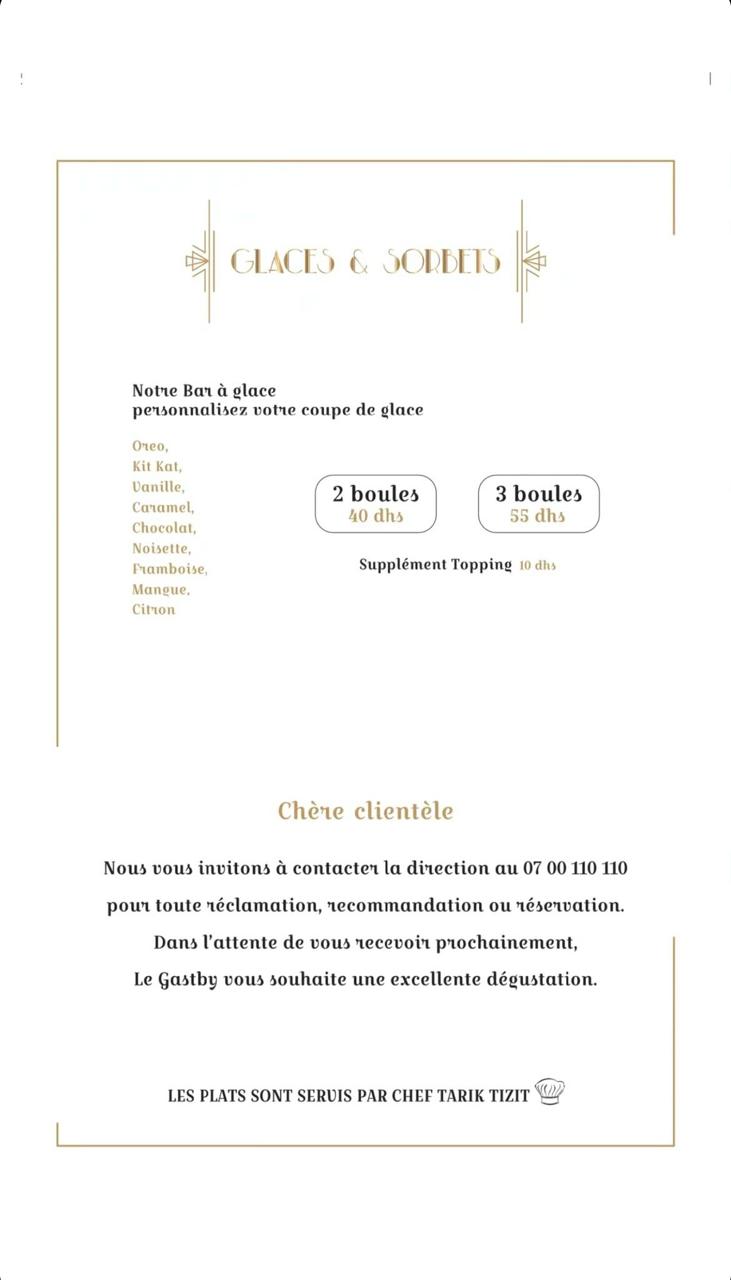 GLACES & SORBETS
Notre Bar à glace
personnalisez votre coupe de glace
Oreo,
Kit Kat,
Vanille,
Caramel,
Chocolat,
Noisette,
Framboise,
Mangue,
Citron
2 boules
40 dhs
3 boules
55 dhs
Supplément Topping 10 dhs
Chère clientèle
Nous vous invitons à contacter la direction au 07 00 110 110
pour toute réclamation, recommandation ou réservation.
Dans l'attente de vous recevoir prochainement,
Le Gastby vous souhaite une excellente dégustation.
LES PLATS SONT SERVIS PAR CHEF TARIK TIZIT